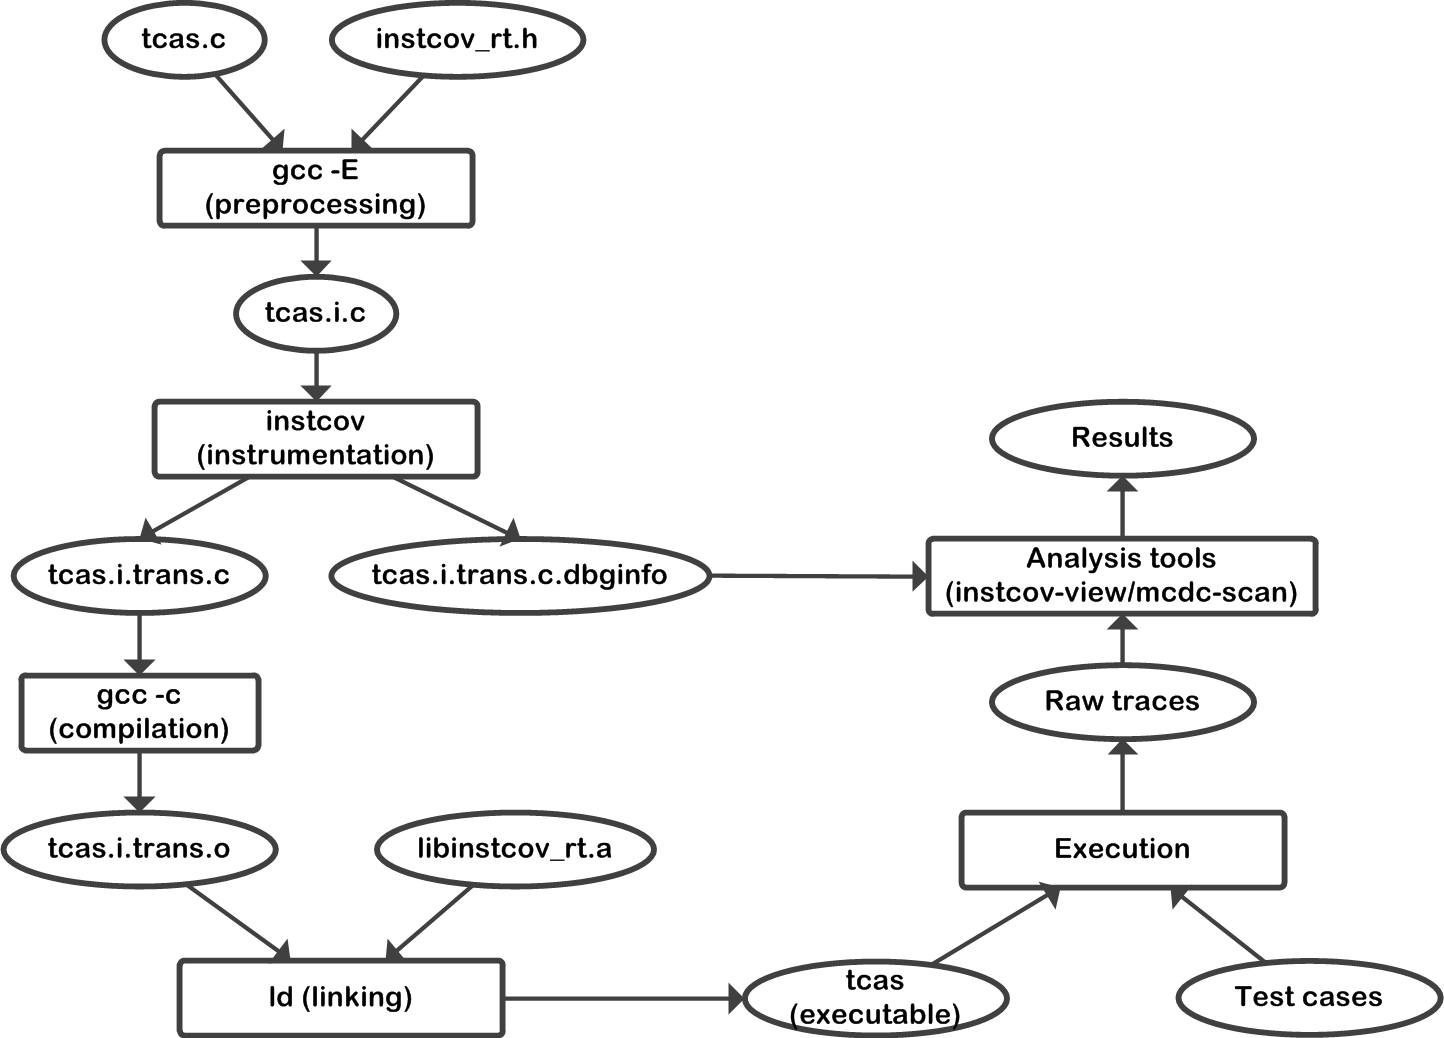 tcas.c
instcov_rt.h
gcc -E
(preprocessing)
tcas.i.c
instcov
(instrumentation)
Results
tcas.i.trans.c
tcas.i.trans.c.dbginfo
Analysis tools
(instcov-view/mcdc-scan)
gcc -c
(compilation)
Raw traces
tcas.i.trans.o
libinstcov_rt.a
Execution
ld (linking)
tcas
(executable)
Test cases